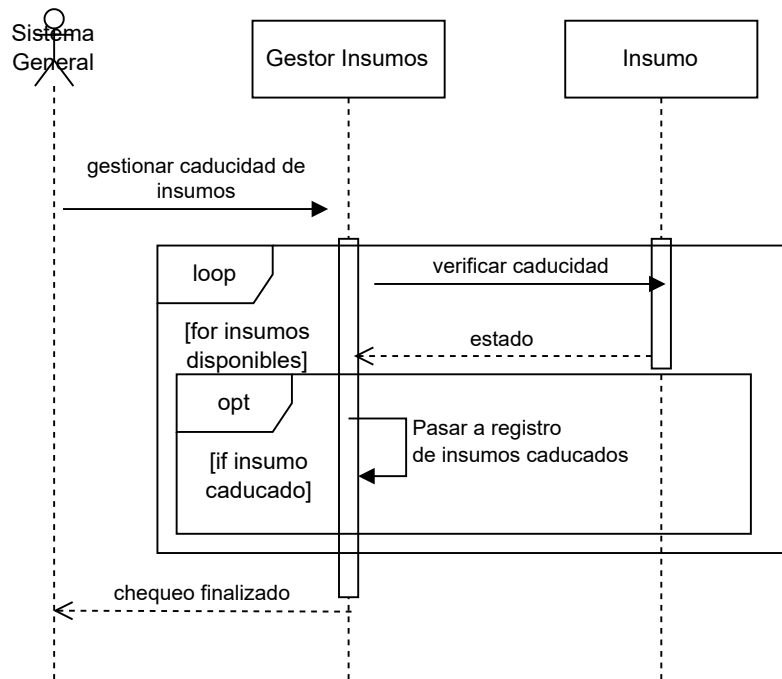 Sistema
General
Gestor Insumos
Insumo
gestionar caducidad de
insumos
loop
verificar caducidad
[for insumos
disponibles]
estado
opt
Pasar a registro
de insumos caducados
[if insumo
caducado]
chequeo finalizado